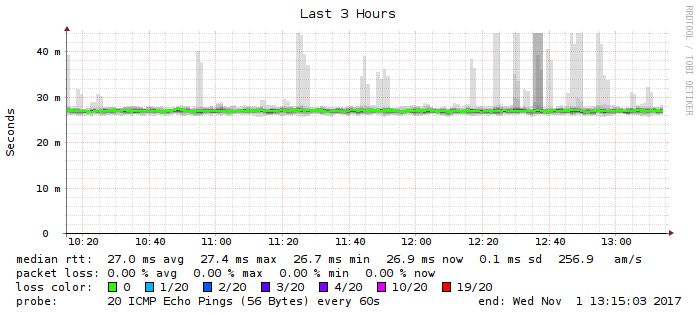 Last 3 Hours
RRDTOOL / TOBI OETIKER
Seconds
40 m
30 m
20 m
10 m
0
10:20 10:40 11:00 11:20 11:40 12:00 12:20 12:40 13:00
median rtt: 27.0 ms avg 27.4 ms max 26.7 ms min 26.9 ms now 0.1 ms sd 256.9 am/s
packet loss: 0.00 % avg 0.00 % max 0.00 % min 0.00 % now
loss color: 0 1/20 2/20 3/20 4/20 10/20 19/20
probe: 20 ICMP Echo Pings (56 Bytes) every 60s end: Wed Nov 1 13:15:03 2017